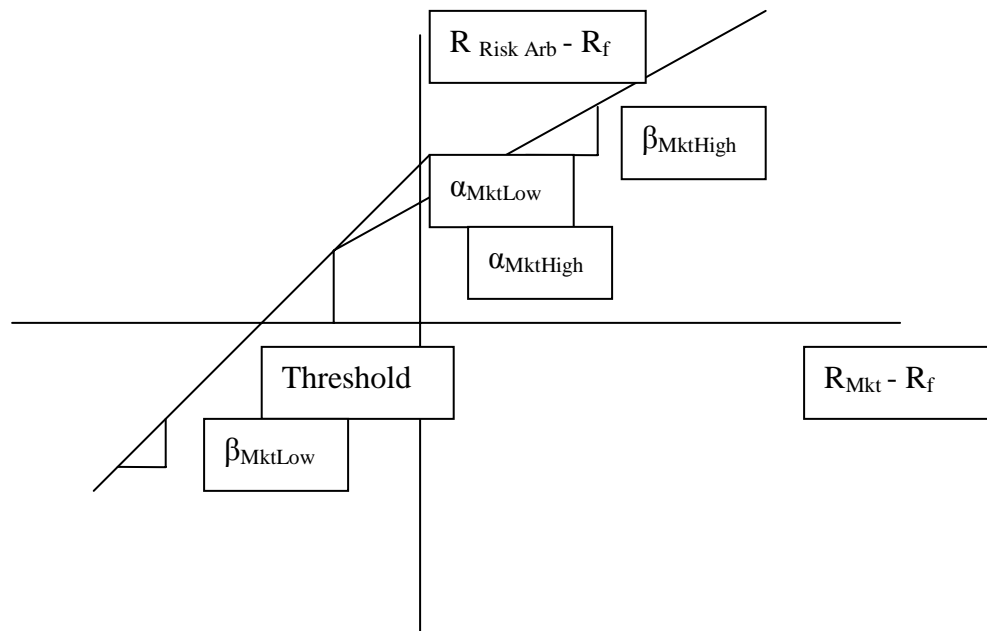 R Risk Arb - Rf
βMktHigh
αMktLow
αMktHigh
Threshold
RMkt - Rf
βMktLow